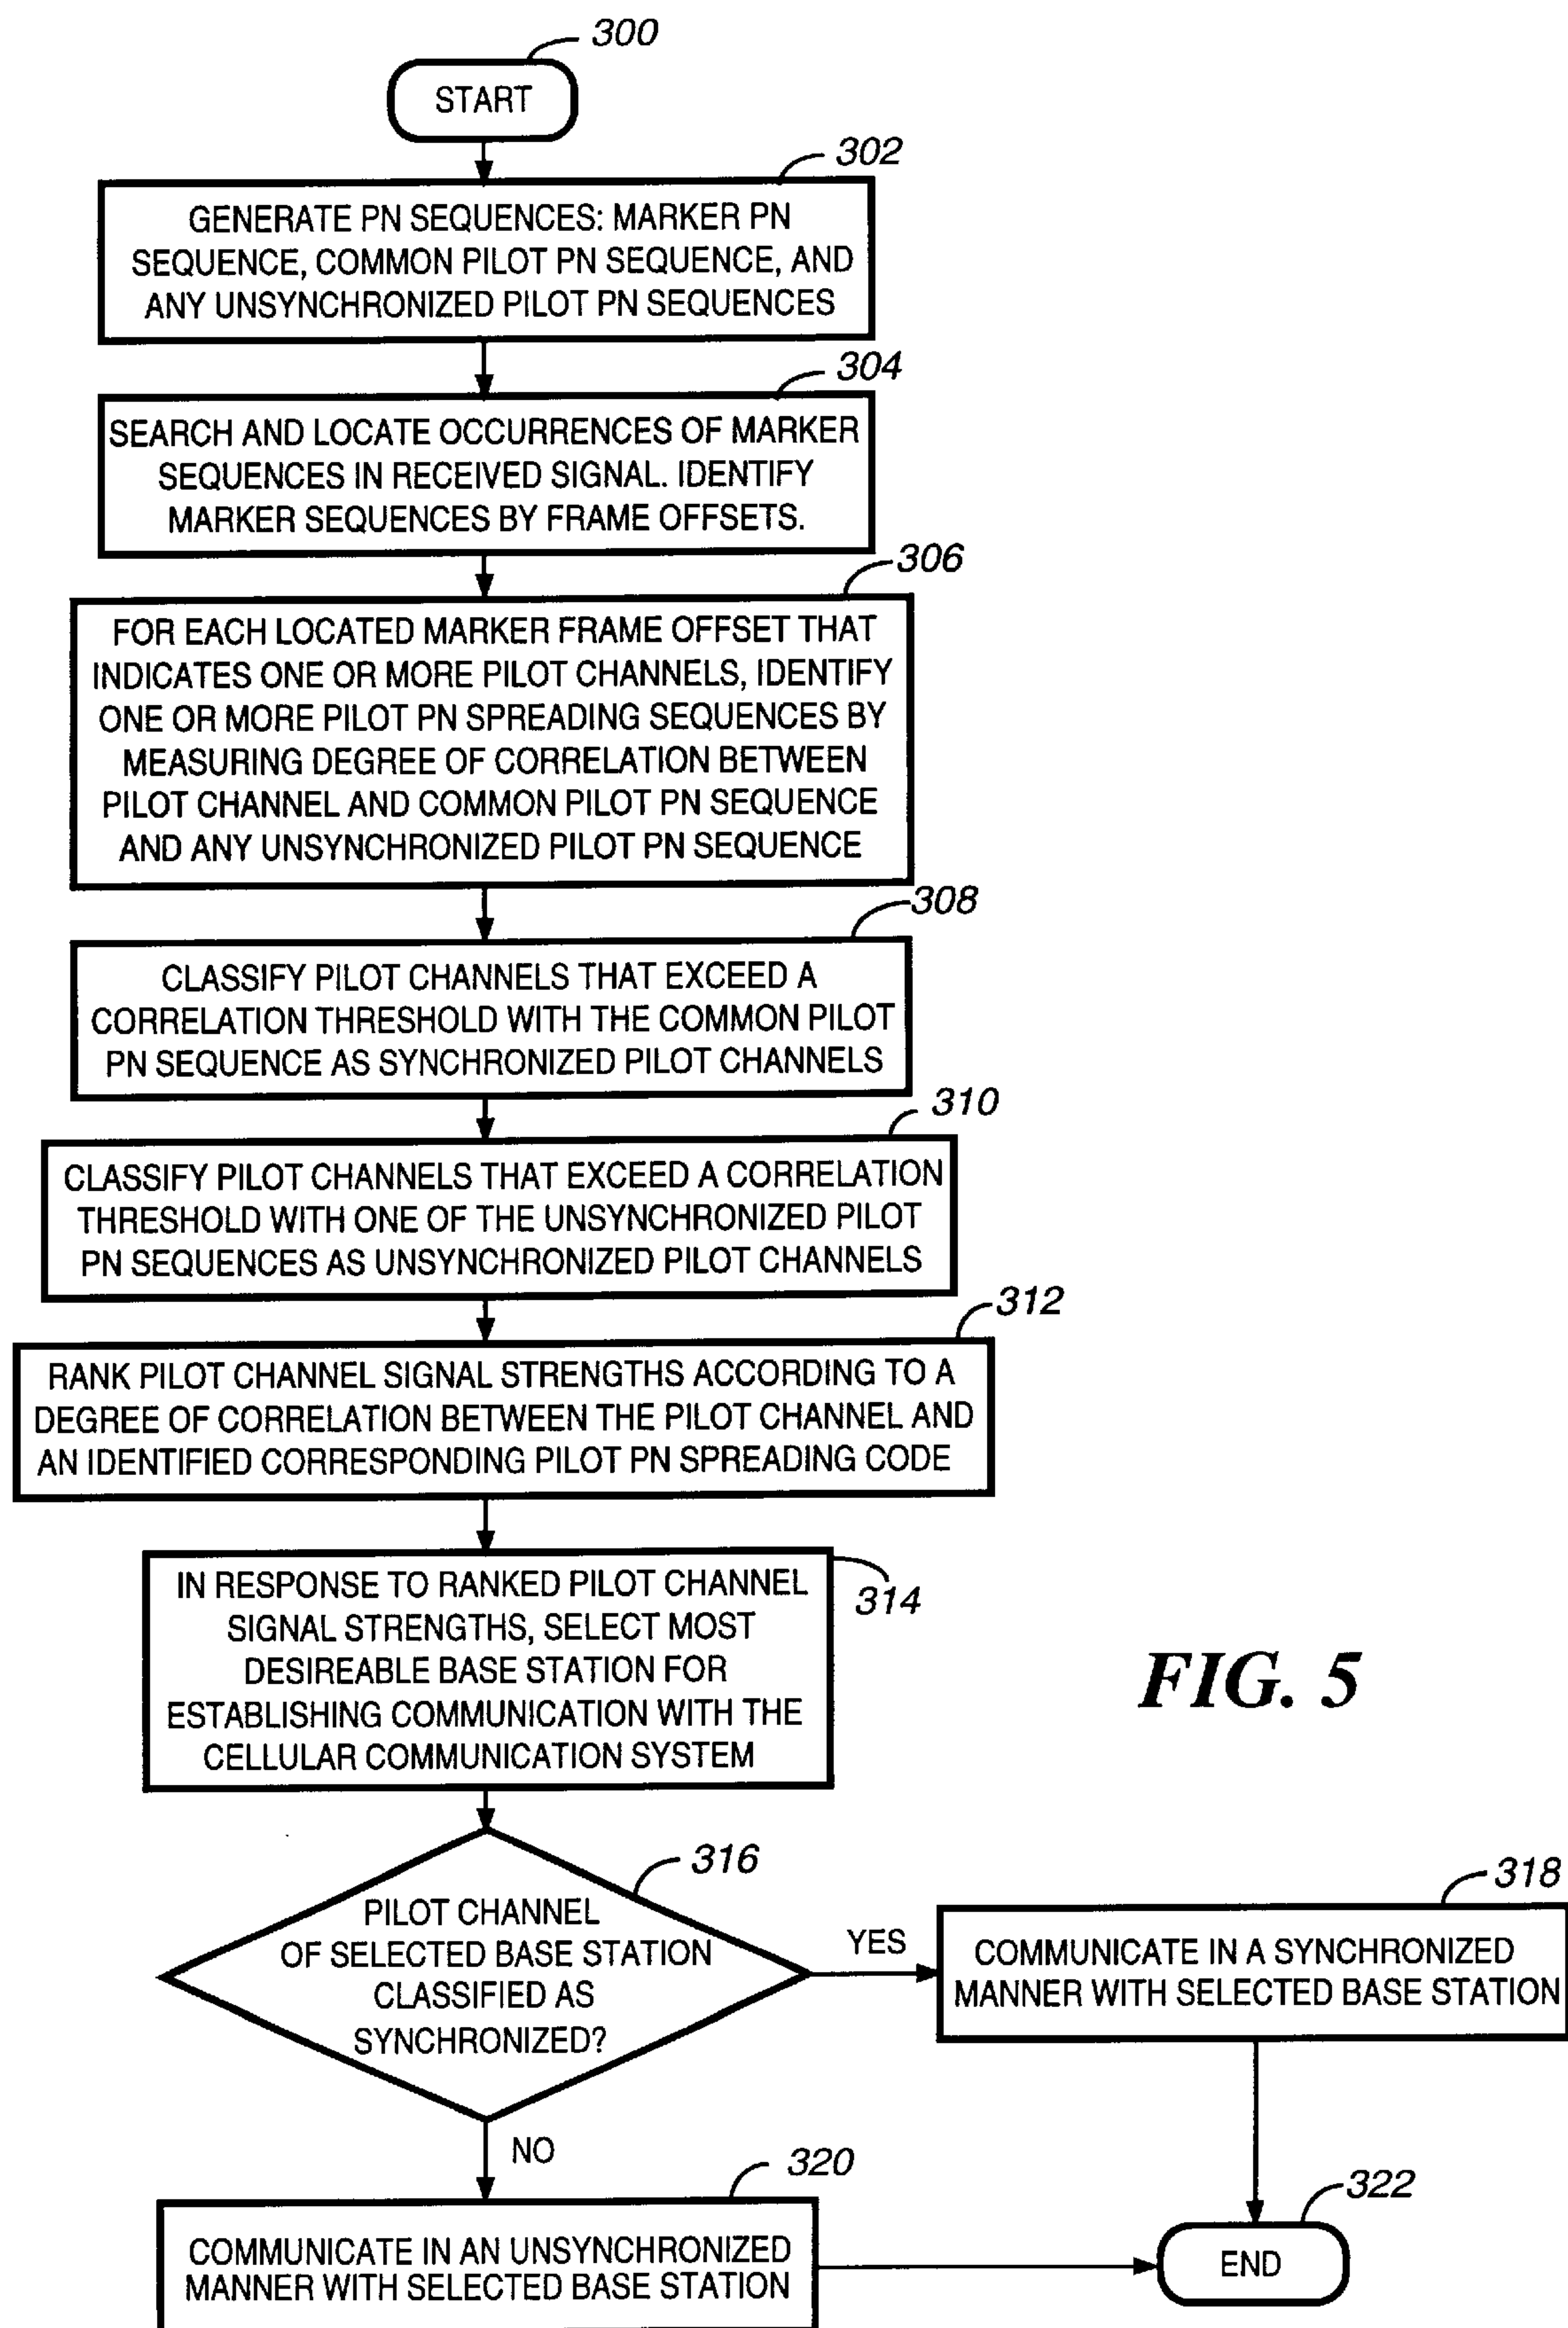 300
START
302
GENERATE PN SEQUENCES: MARKER PN
SEQUENCE, COMMON PILOT PN SEQUENCE, AND
ANY UNSYNCHRONIZED PILOT PN SEQUENCES
304
SEARCH AND LOCATE OCCURRENCES OF MARKER
SEQUENCES IN RECEIVED SIGNAL. IDENTIFY
MARKER SEQUENCES BY FRAME OFFSETS.
306
FOR EACH LOCATED MARKER FRAME OFFSET THAT
INDICATES ONE OR MORE PILOT CHANNELS, IDENTIFY
ONE OR MORE PILOT PN SPREADING SEQUENCES BY
MEASURING DEGREE OF CORRELATION BETWEEN
PILOT CHANNEL AND COMMON PILOT PN SEQUENCE
AND ANY UNSYNCHRONIZED PILOT PN SEQUENCE
308
CLASSIFY PILOT CHANNELS THAT EXCEED A
CORRELATION THRESHOLD WITH THE COMMON PILOT
PN SEQUENCE AS SYNCHRONIZED PILOT CHANNELS
310
CLASSIFY PILOT CHANNELS THAT EXCEED A CORRELATION
THRESHOLD WITH ONE OF THE UNSYNCHRONIZED PILOT
PN SEQUENCES AS UNSYNCHRONIZED PILOT CHANNELS
312
RANK PILOT CHANNEL SIGNAL STRENGTHS ACCORDING TO A
DEGREE OF CORRELATION BETWEEN THE PILOT CHANNEL AND
AN IDENTIFIED CORRESPONDING PILOT PN SPREADING CODE
314
IN RESPONSE TO RANKED PILOT CHANNEL
SIGNAL STRENGTHS, SELECT MOST
DESIREABLE BASE STATION FOR
ESTABLISHING COMMUNICATION WITH THE
CELLULAR COMMUNICATION SYSTEM
FIG. 5
316
PILOT CHANNEL
OF SELECTED BASE STATION
CLASSIFIED AS
SYNCHRONIZED?
YES
318
COMMUNICATE IN A SYNCHRONIZED
MANNER WITH SELECTED BASE STATION
NO
320
COMMUNICATE IN AN UNSYNCHRONIZED
MANNER WITH SELECTED BASE STATION
322
END